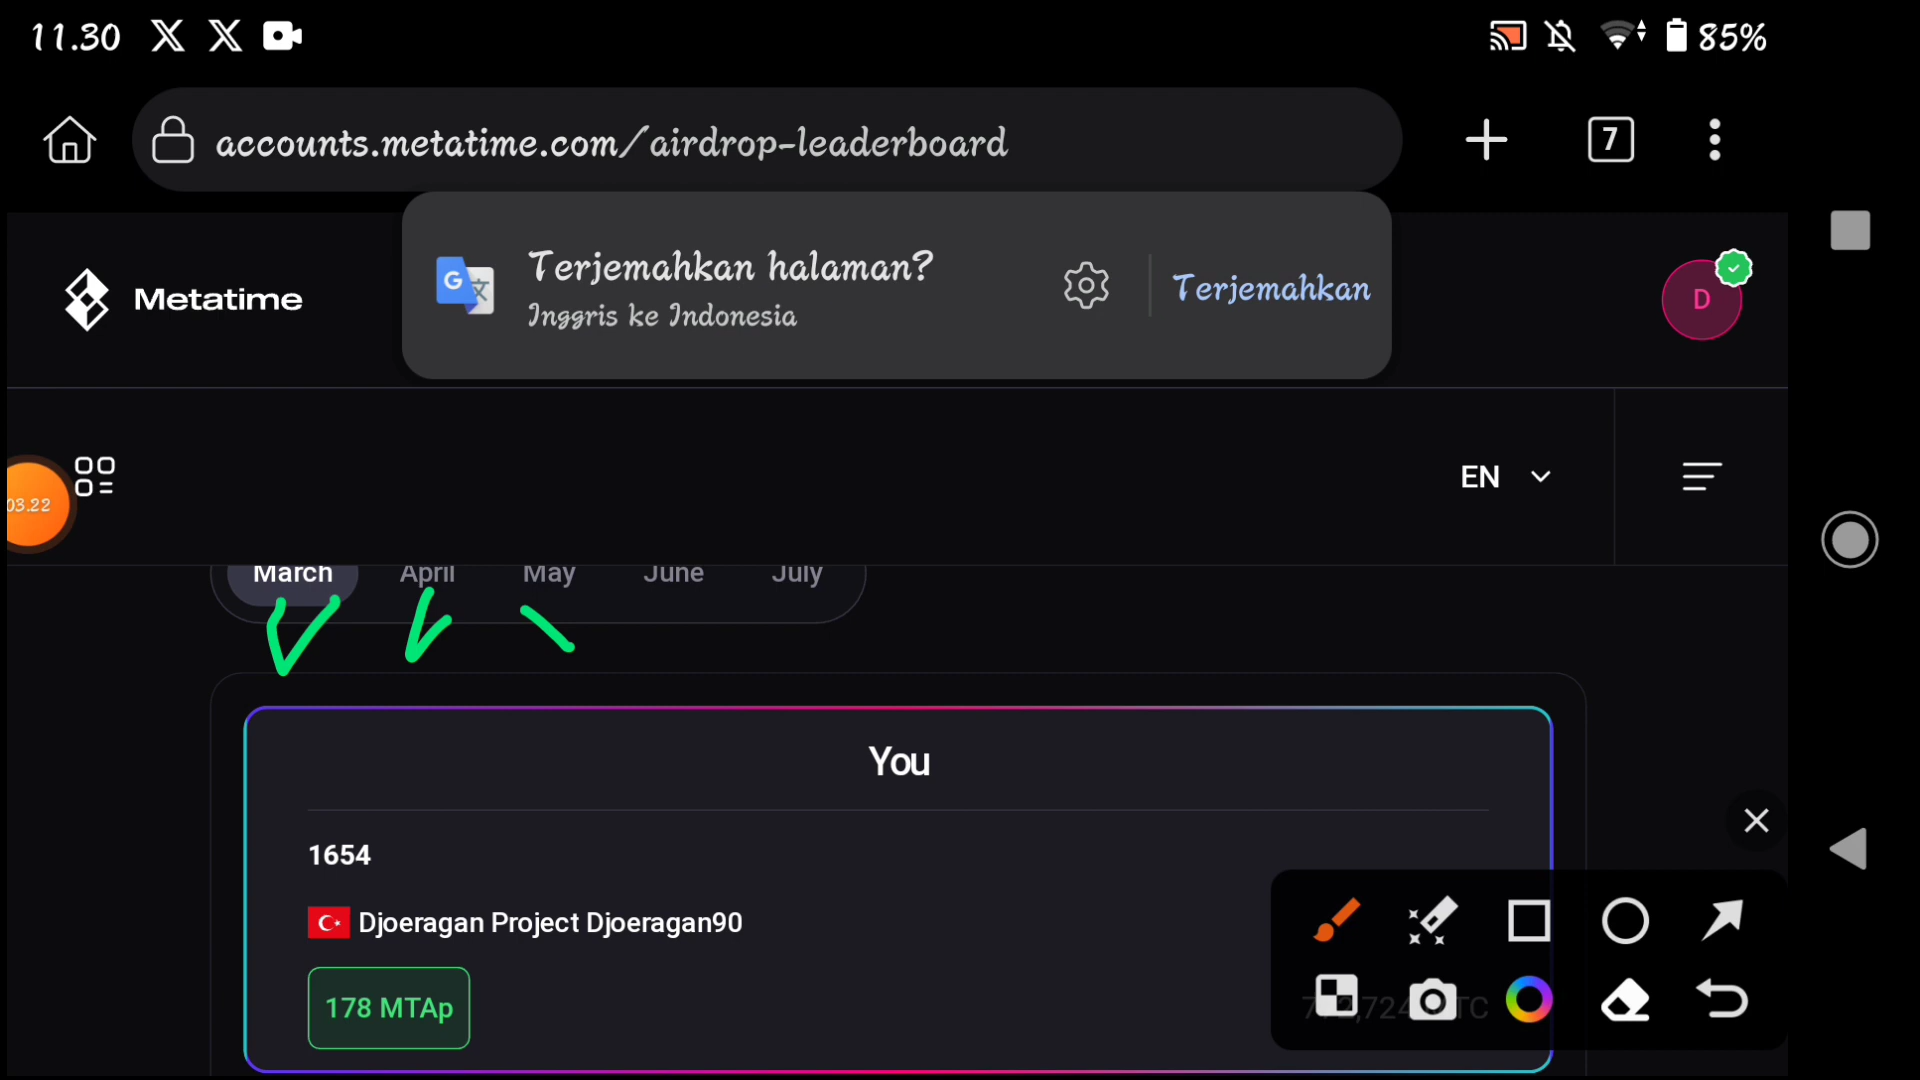 11.30
85%
accounts.metatime.com/airdrop-leaderboard
7
Terjemahkan halaman?
Inggris ke Indonesia
Terjemahkan
Metatime
D
EN
03.22
March April May June July
You
1654
Djoeragan Project Djoeragan90
178 MTAp